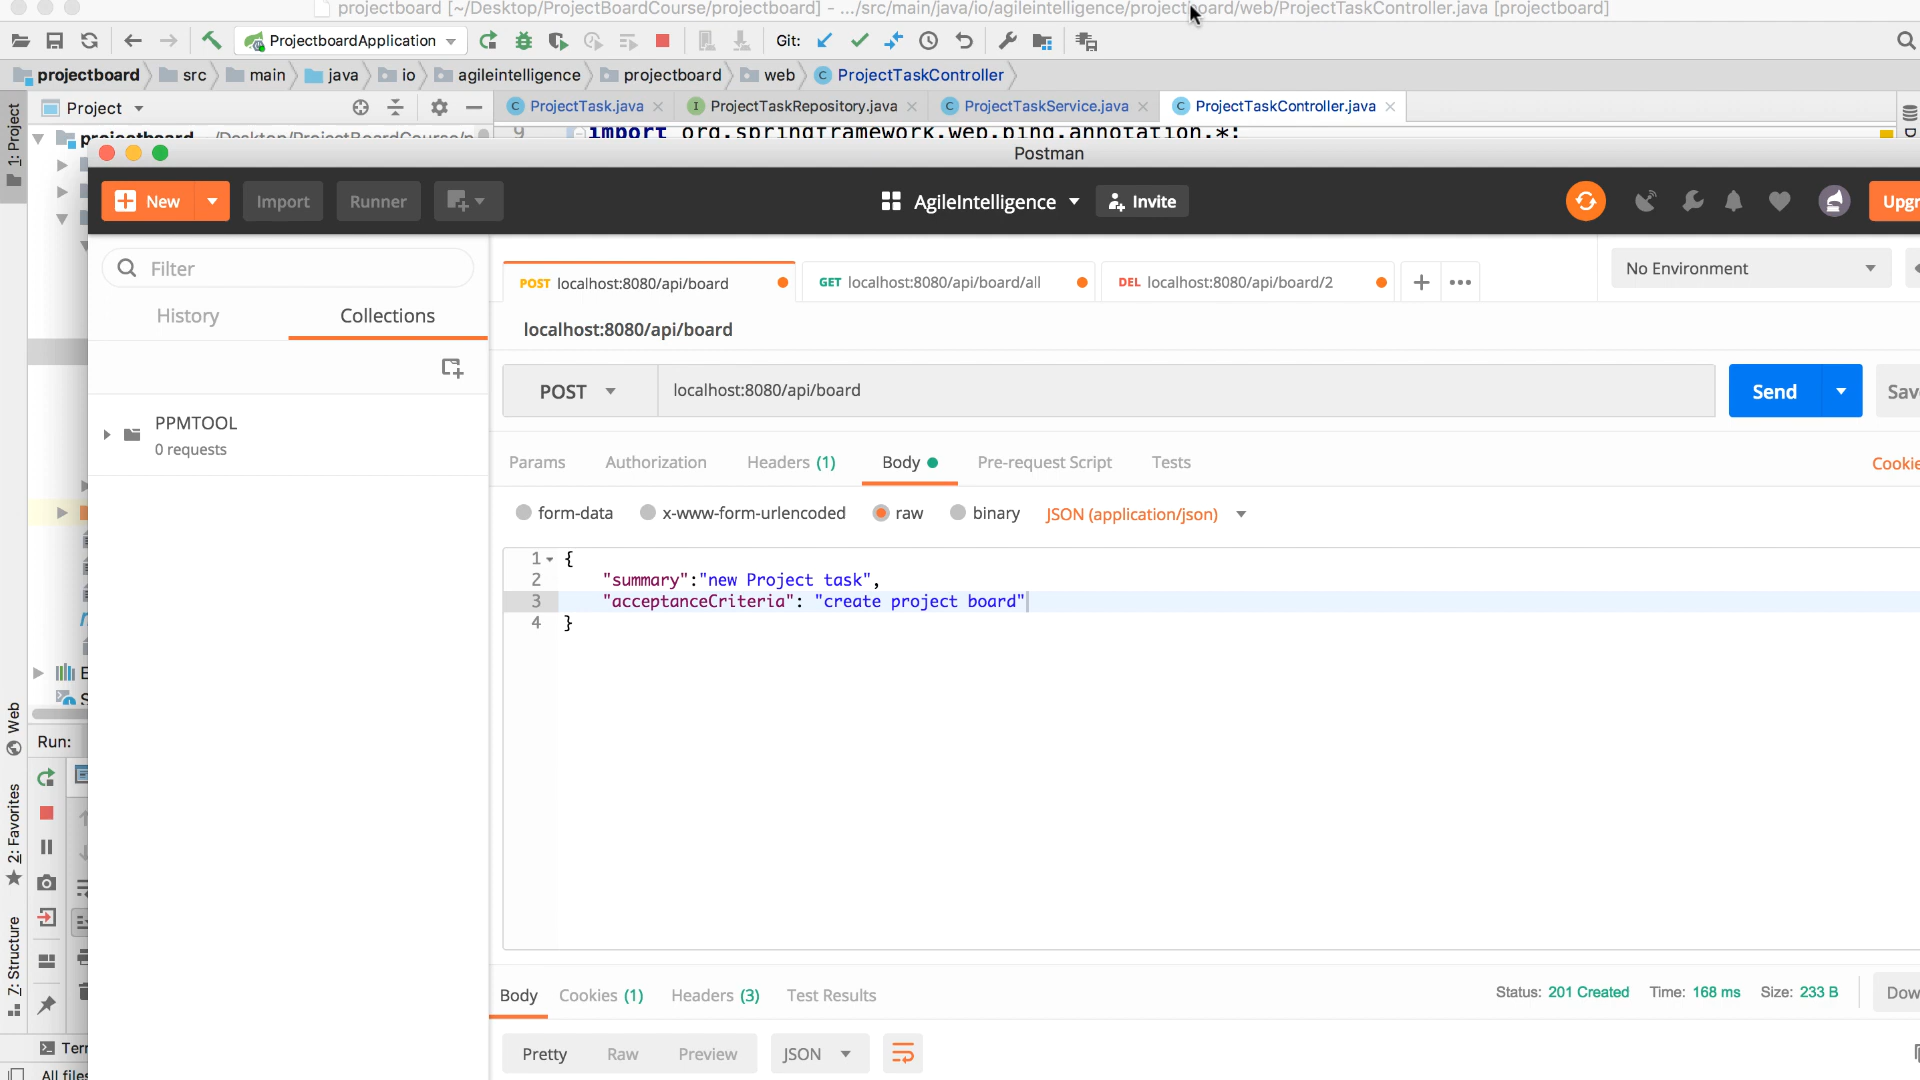 projectboard [~/Desktop/ProjectBoardCourse/projectboard] - .../src/main/java/io/agileintelligence/projectboard/web/ProjectTaskController.java [projectboard]
ProjectboardApplication
Git:
projectboard src main java io agileintelligence projectboard web ProjectTaskController
Project
ProjectTask.java
ProjectTaskRepository.java
ProjectTaskService.java
ProjectTaskController.java
1: Project
9 import org.springframework.web.bind.annotation.*;
Postman
New
Import
Runner
AgileIntelligence
Invite
Upgr
Filter
History
Collections
PPMTOOL
0 requests
POST localhost:8080/api/board
GET localhost:8080/api/board/all
DEL localhost:8080/api/board/2
No Environment
localhost:8080/api/board
POST
localhost:8080/api/board
Send
Sav
Params
Authorization
Headers (1)
Body
Pre-request Script
Tests
Cookie
form-data
x-www-form-urlencoded
raw
binary
JSON (application/json)
1 {
2 "summary":"new Project task",
3 "acceptanceCriteria": "create project board"
4 }
Web
Run:
2: Favorites
7: Structure
Body
Cookies (1)
Headers (3)
Test Results
Status: 201 Created
Time: 168 ms
Size: 233 B
Dow
Pretty
Raw
Preview
JSON
Terr
All files